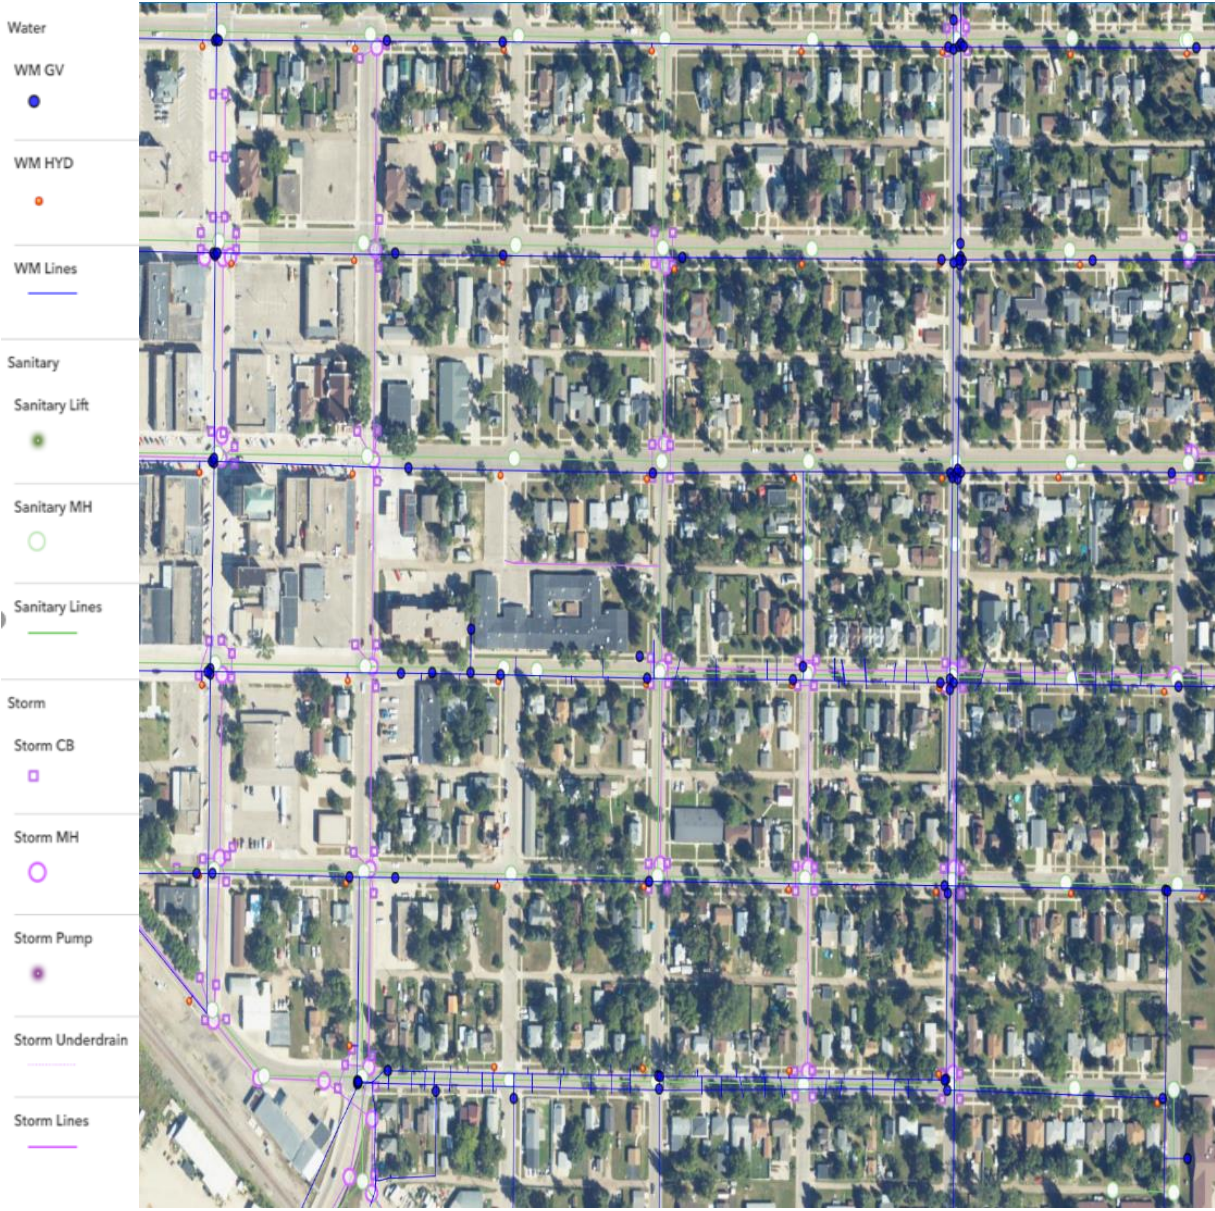 Water
WM GV
WM HYD
WM Lines
Sanitary
Sanitary Lift
Sanitary MH
Sanitary Lines
Storm
Storm CB
Storm MH
Storm Pump
Storm Underdrain
Storm Lines